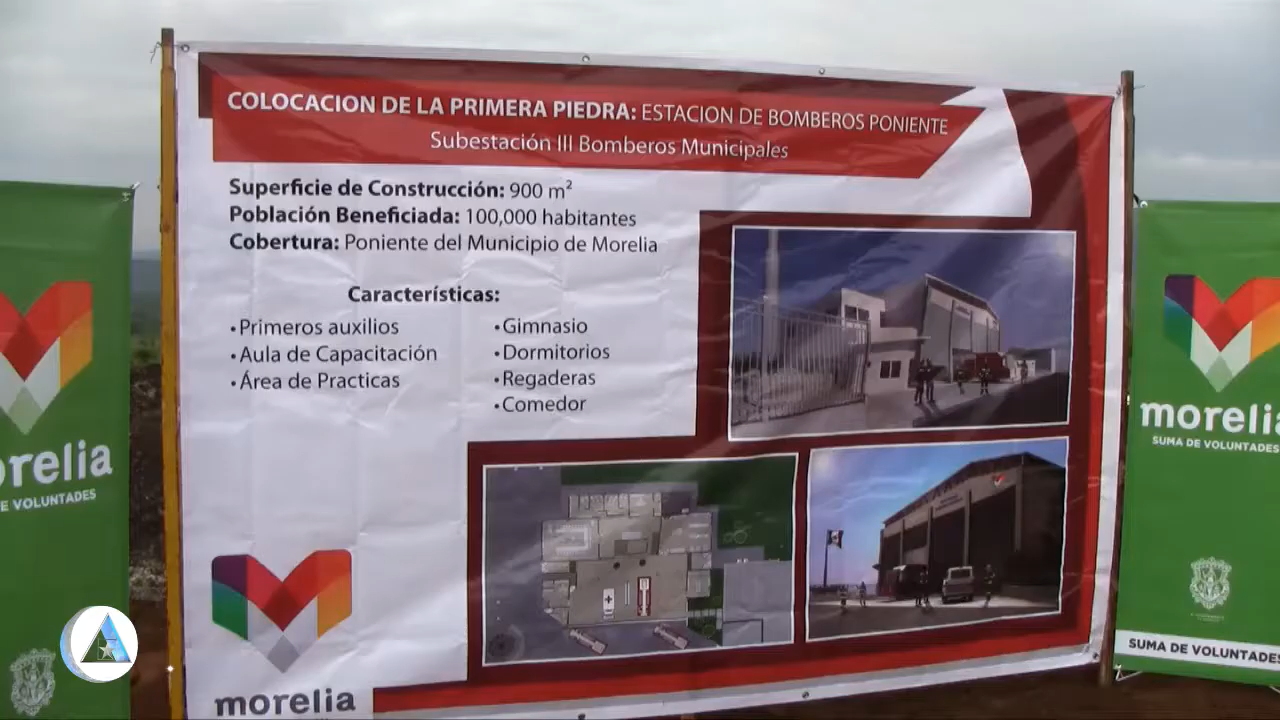 COLOCACION DE LA PRIMERA PIEDRA: ESTACION DE BOMBEROS PONIENTE
Subestación III Bomberos Municipales
Superficie de Construcción: 900 m²
Población Beneficiada: 100,000 habitantes
Cobertura: Poniente del Municipio de Morelia
Características:
•Primeros auxilios
•Aula de Capacitación
•Área de Practicas
•Gimnasio
•Dormitorios
•Regaderas
•Comedor
morelia
orelia
E VOLUNTADES
morelia
SUMA DE VOLUNTADES
SUMA DE VOLUNTADES